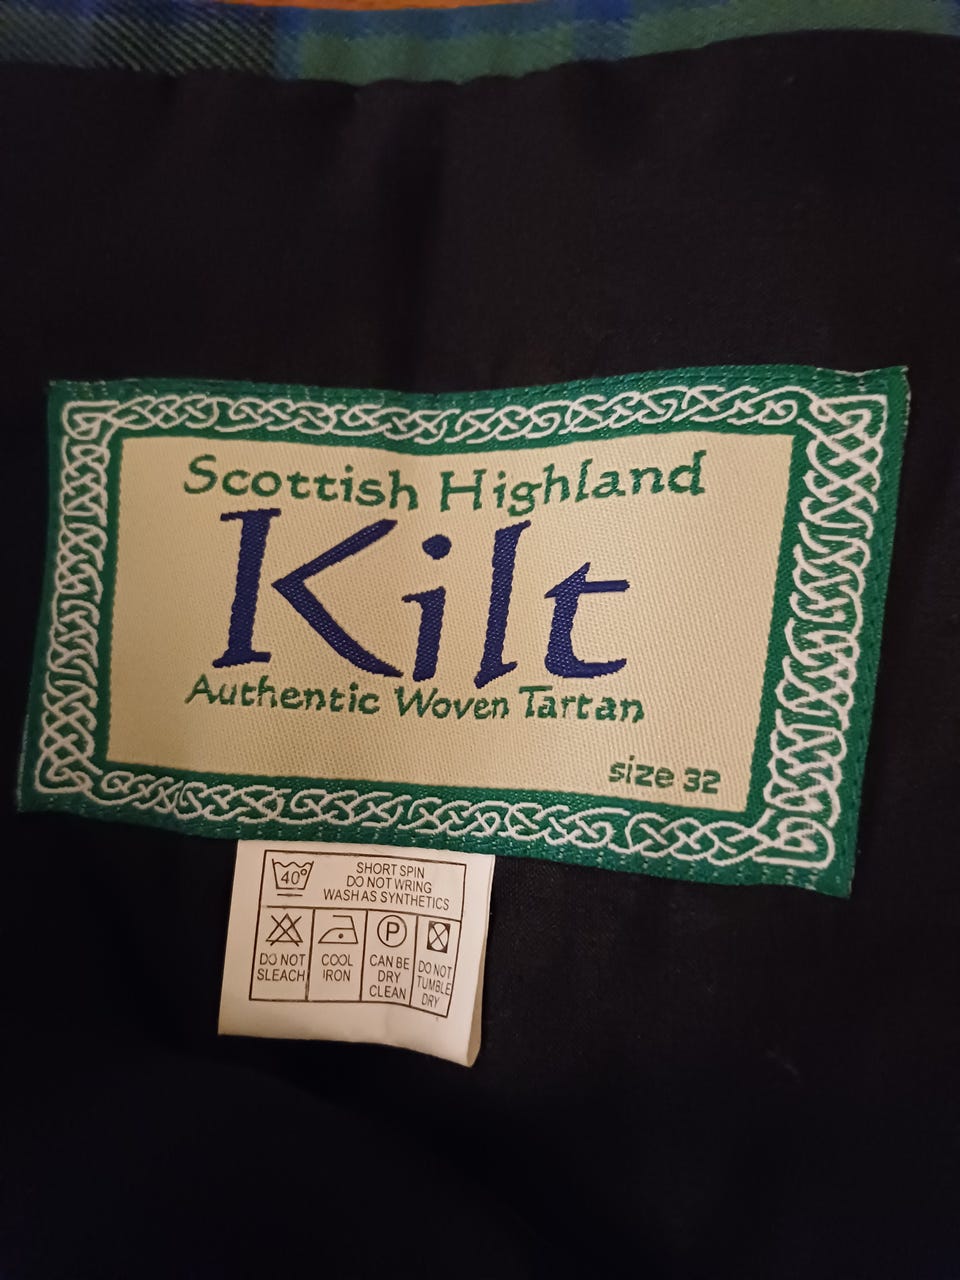 Scottish Highland
Kilt
Authentic Woven Tartan
size 32
40°
SHORT SPIN
DO NOT WRING
WASH AS SYNTHETICS
DO NOT
SLEACH
COOL
IRON
P
CAN BE
DRY
CLEAN
DO NOT
TUMBLE
DRY